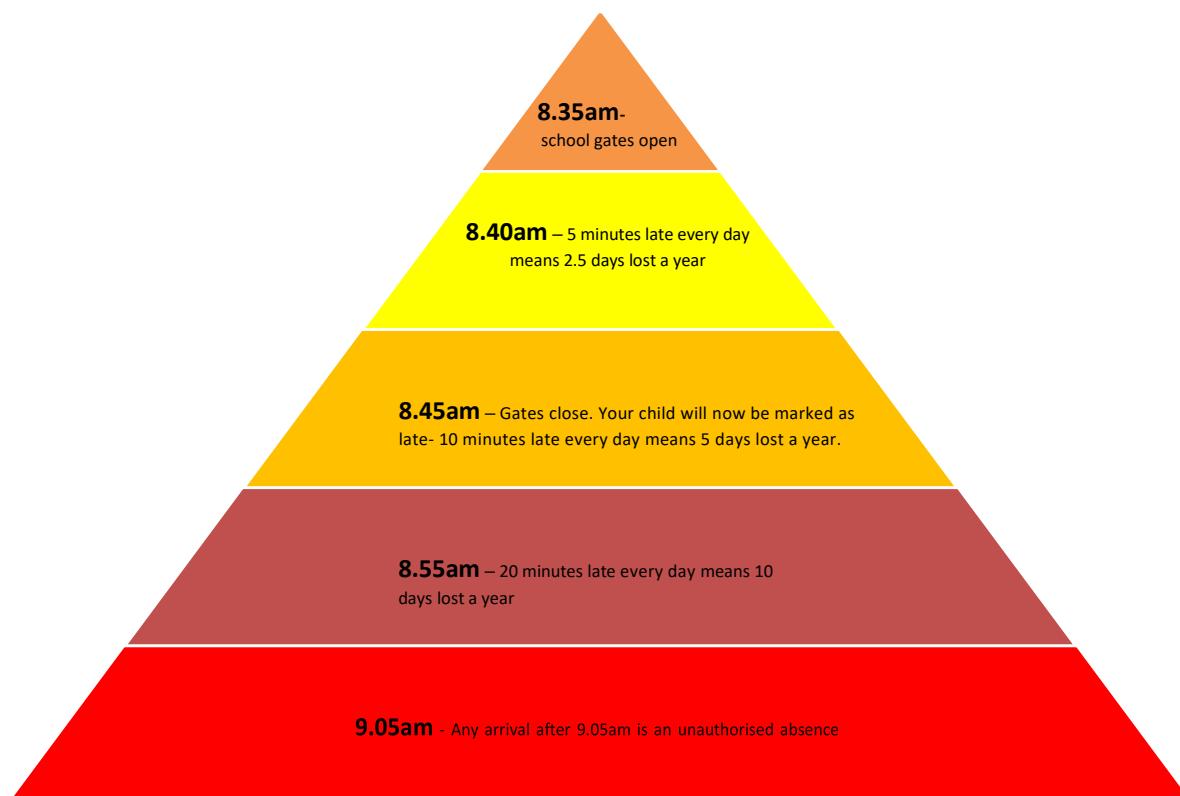 8.35am-
school gates open
8.40am – 5 minutes late every day
means 2.5 days lost a year
8.45am – Gates close. Your child will now be marked as
late- 10 minutes late every day means 5 days lost a year.
8.55am – 20 minutes late every day means 10
days lost a year
9.05am - Any arrival after 9.05am is an unauthorised absence